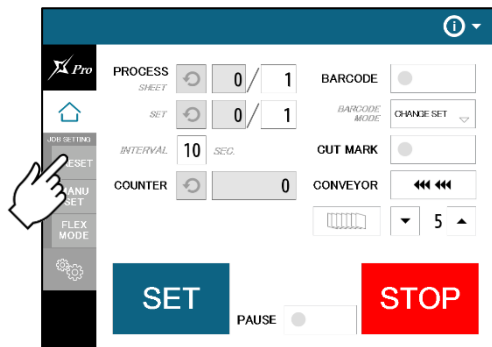 Pro
JOB SETTING
MANU
SET
FLEX
MODE
PROCESS 0 / 1
SHEET
SET 0 / 1
INTERVAL 10 SEC.
COUNTER 0
BARCODE
BARCODE
MODE
CHANGE SET
CUT MARK
CONVEYOR
5
SET
PAUSE
STOP